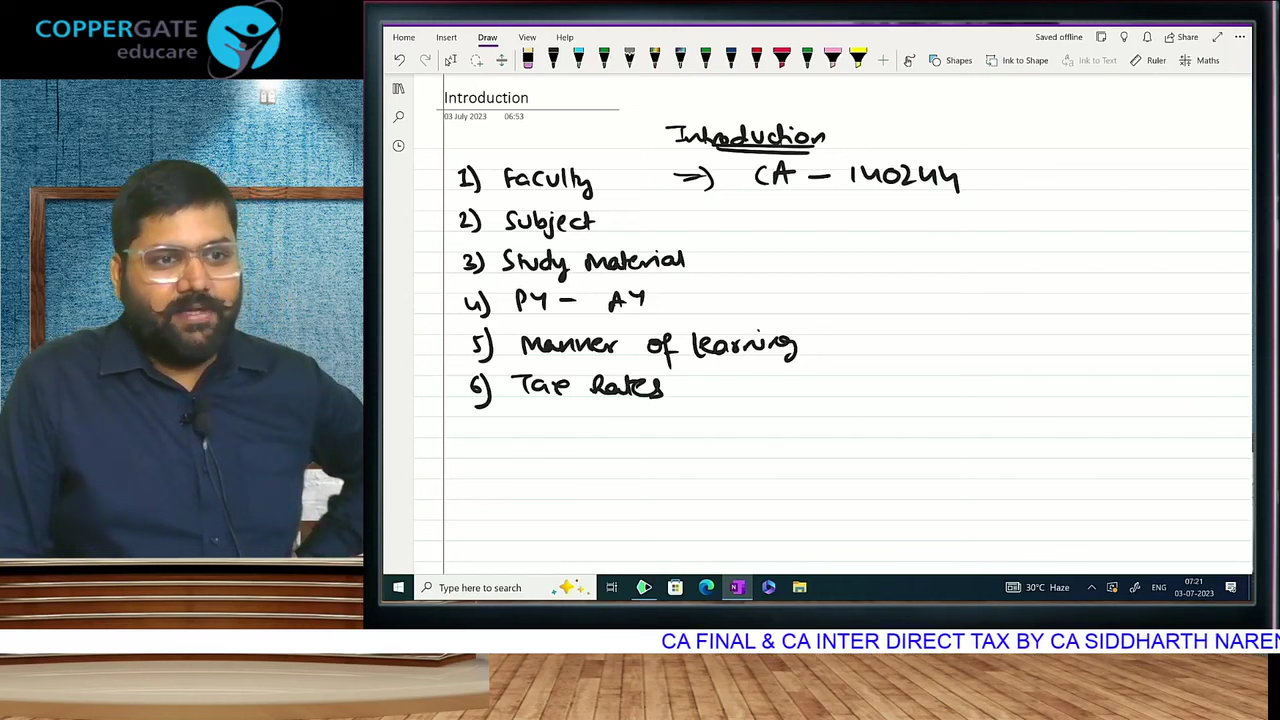 COPPERGATE
educare
Home Insert Draw View Help
Saved offline
Share
Shapes
Ink to Shape
Ink to Text
Ruler
Maths
Introduction
03 July 2023 06:53
Introduction
1) Faculty => CA - 140244
2) Subject
3) Study Material
4) PY - AY
5) Manner of learning
6) Tax Rates
Type here to search
30°C Haze
ENG
07:21
03-07-2023
CA FINAL & CA INTER DIRECT TAX BY CA SIDDHARTH NAREN